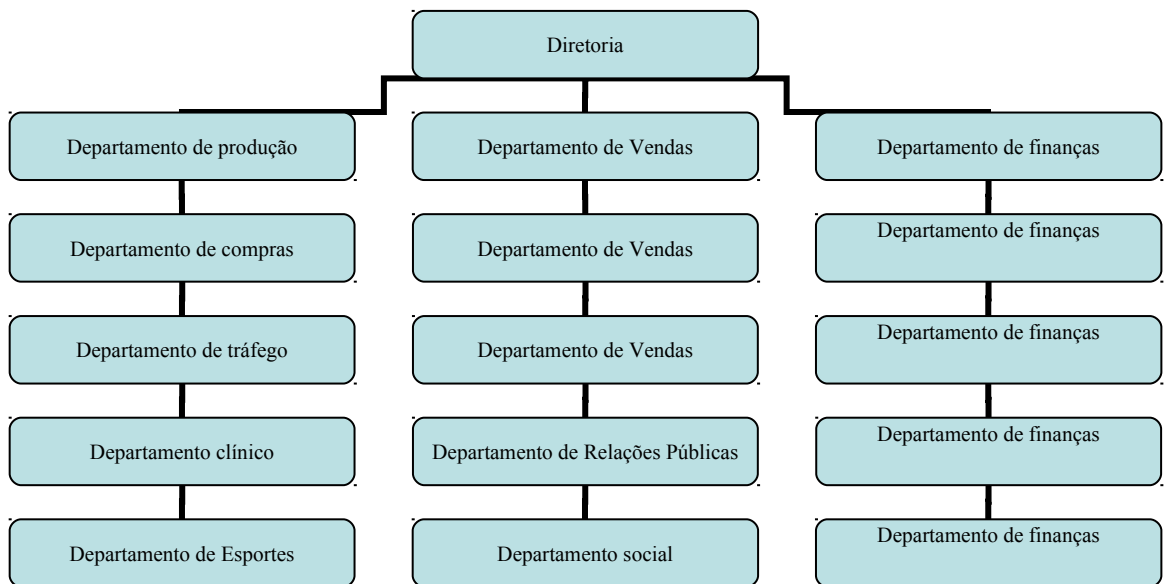 Diretoria
Departamento de produção
Departamento de Vendas
Departamento de finanças
Departamento de compras
Departamento de Vendas
Departamento de finanças
Departamento de tráfego
Departamento de Vendas
Departamento de finanças
Departamento clínico
Departamento de Relações Públicas
Departamento de finanças
Departamento de Esportes
Departamento social
Departamento de finanças